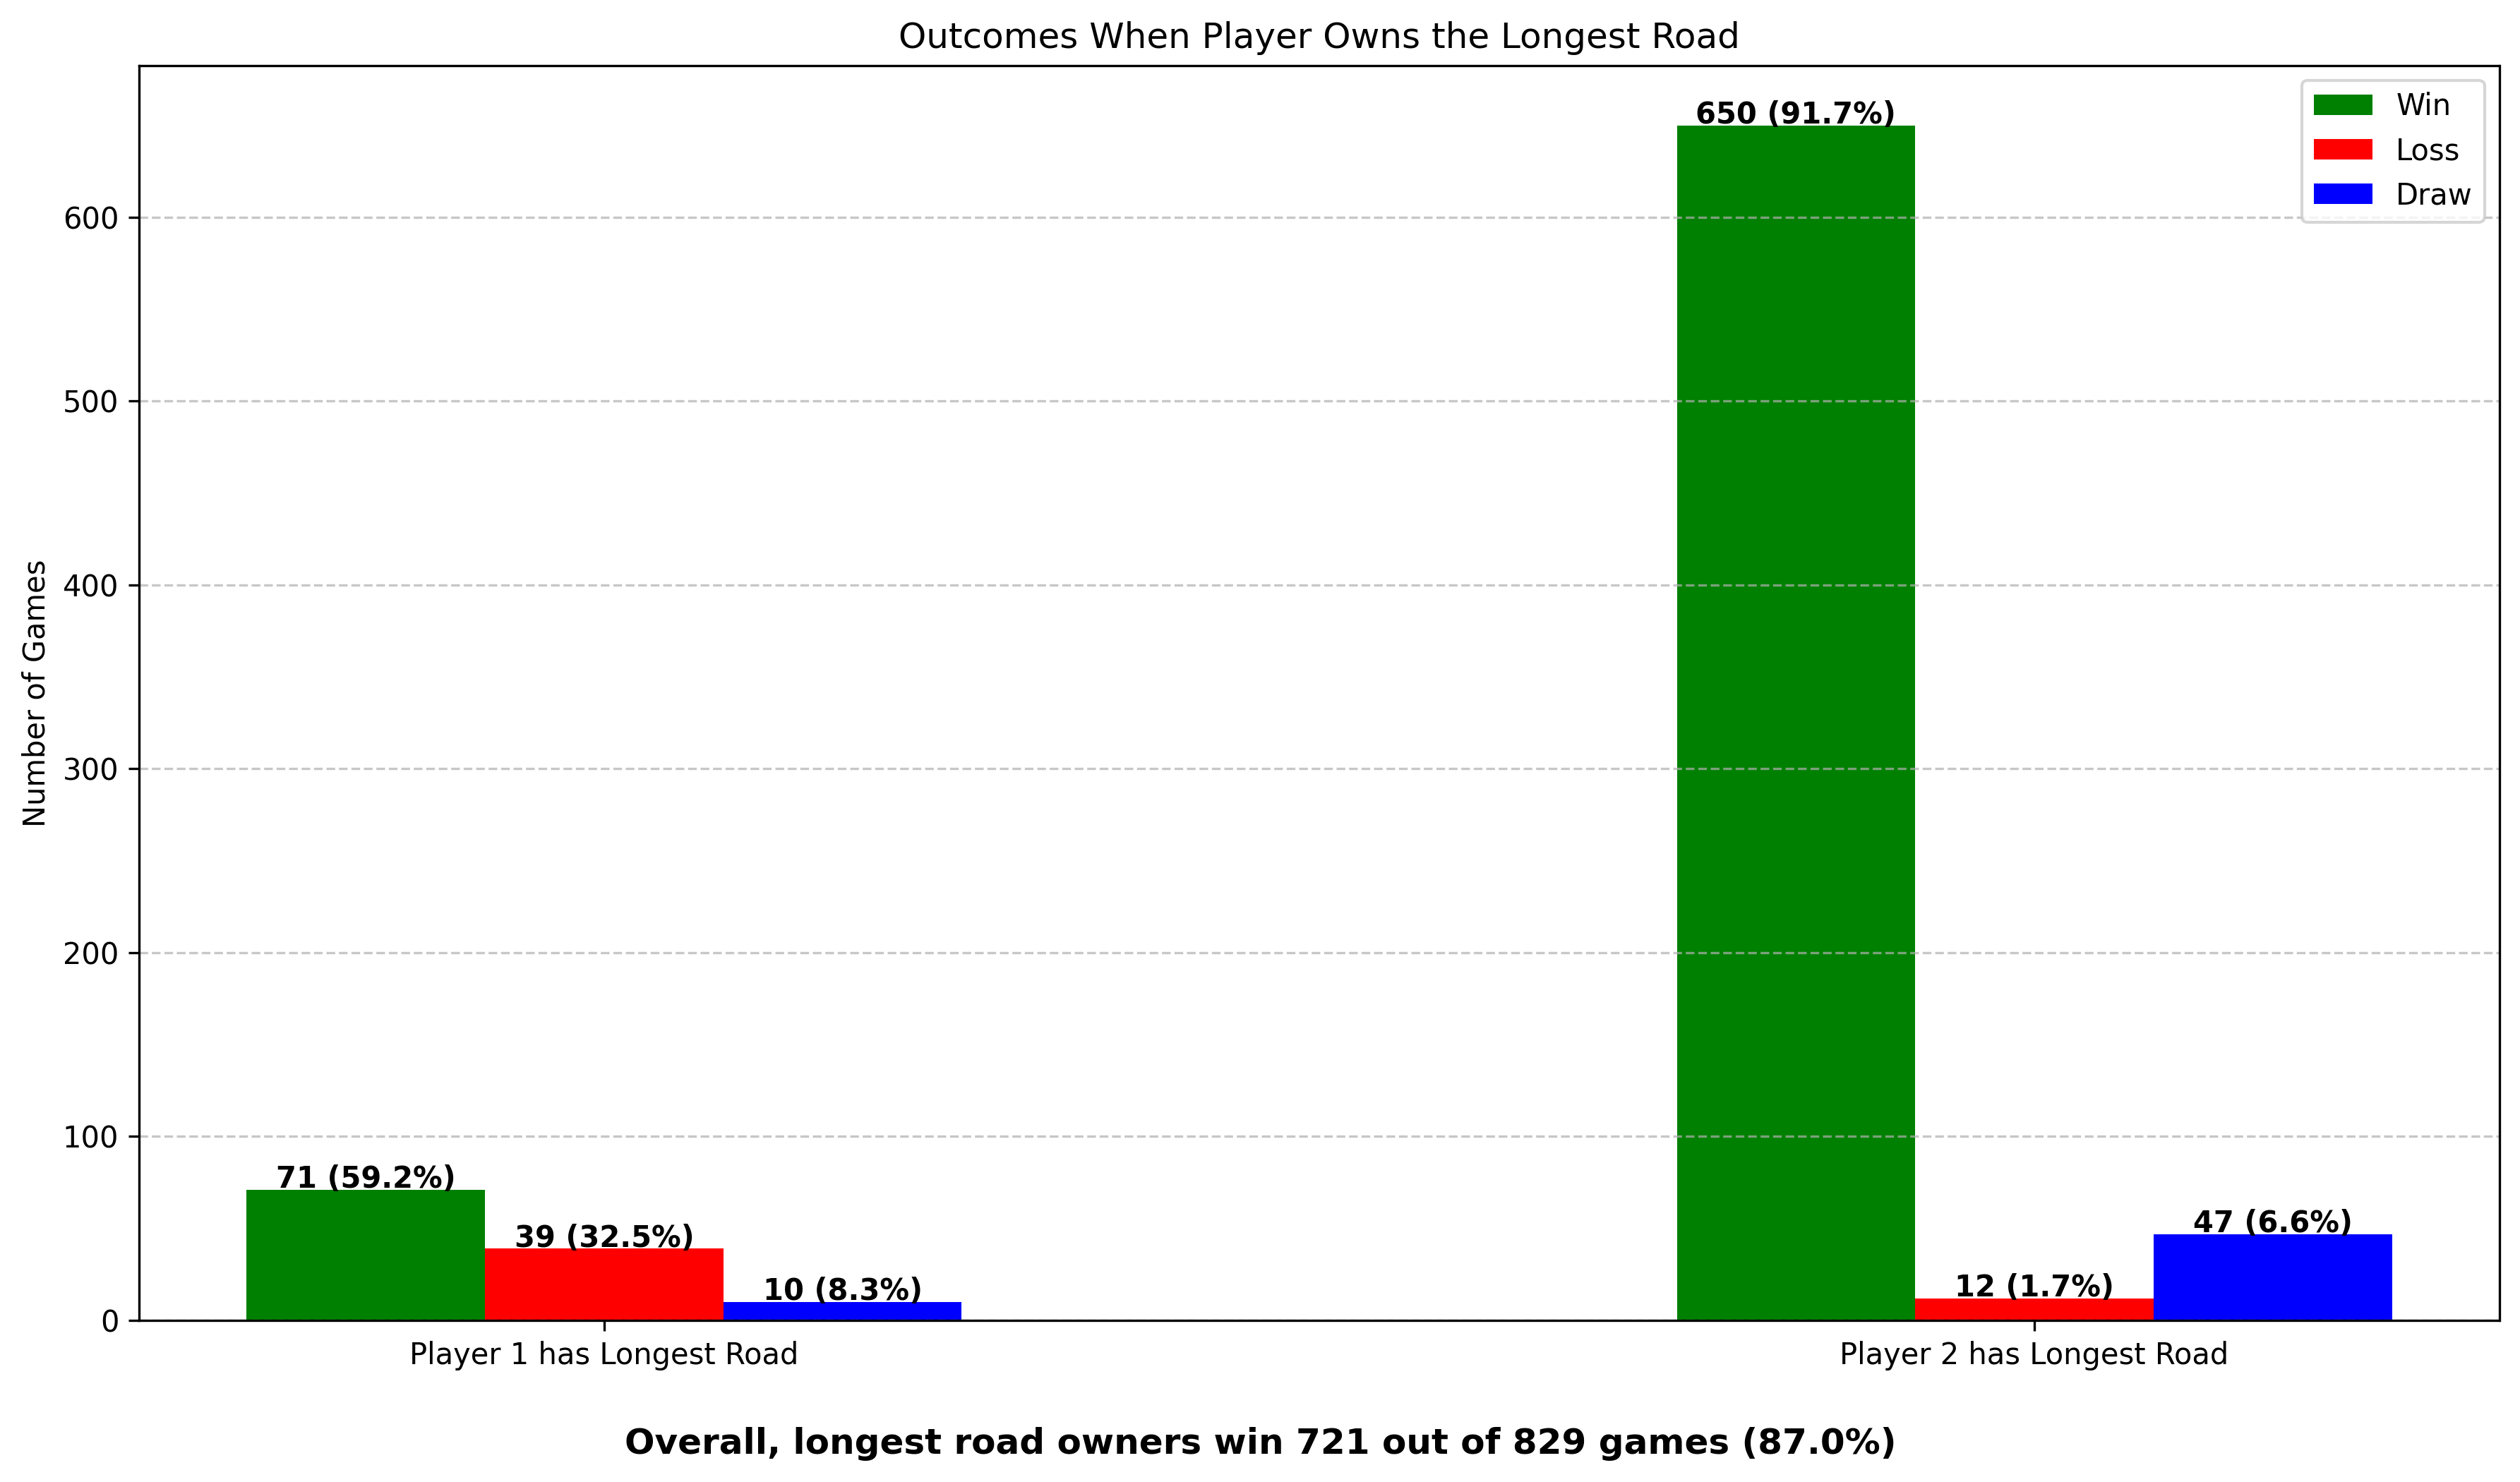 Outcomes When Player Owns the Longest Road
Win
Loss
Draw
Number of Games
600
500
400
300
200
100
0
650 (91.7%)
71 (59.2%)
39 (32.5%)
10 (8.3%)
12 (1.7%)
47 (6.6%)
Player 1 has Longest Road
Player 2 has Longest Road
Overall, longest road owners win 721 out of 829 games (87.0%)